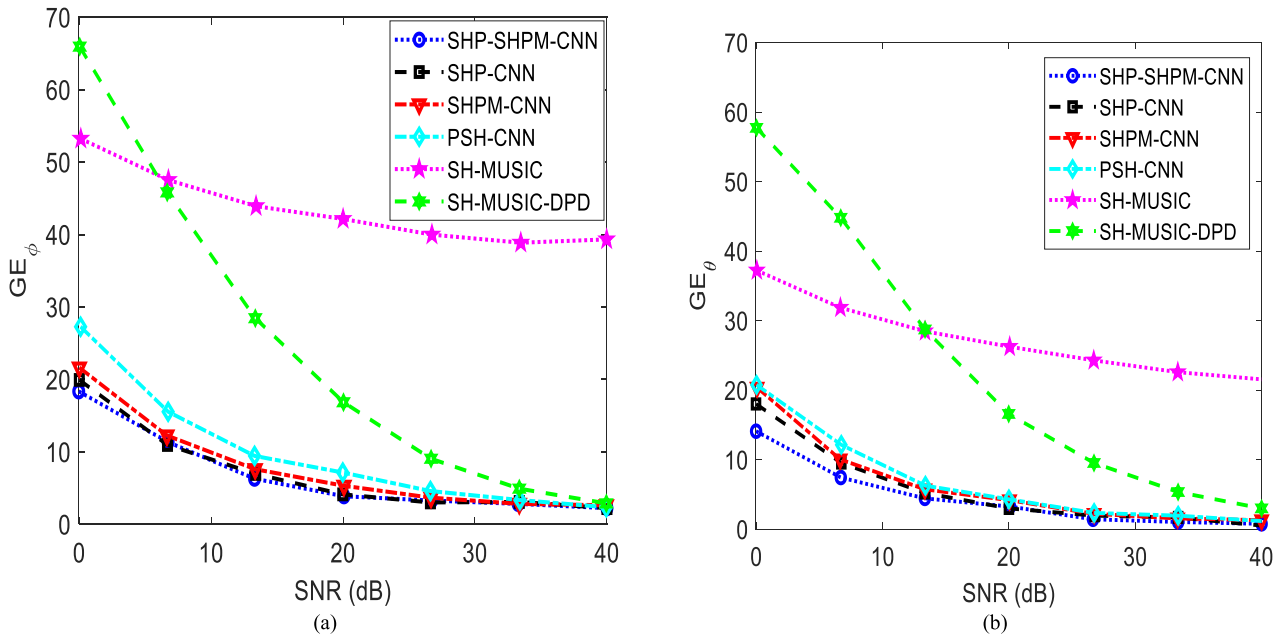 70
60
50
40
30
20
10
0
GE_ϕ
0 10 20 30 40
SNR (dB)
SHP-SHPM-CNN
SHP-CNN
SHPM-CNN
PSH-CNN
SH-MUSIC
SH-MUSIC-DPD
(a)
70
60
50
40
30
20
10
0
GE_θ
0 10 20 30 40
SNR (dB)
SHP-SHPM-CNN
SHP-CNN
SHPM-CNN
PSH-CNN
SH-MUSIC
SH-MUSIC-DPD
(b)